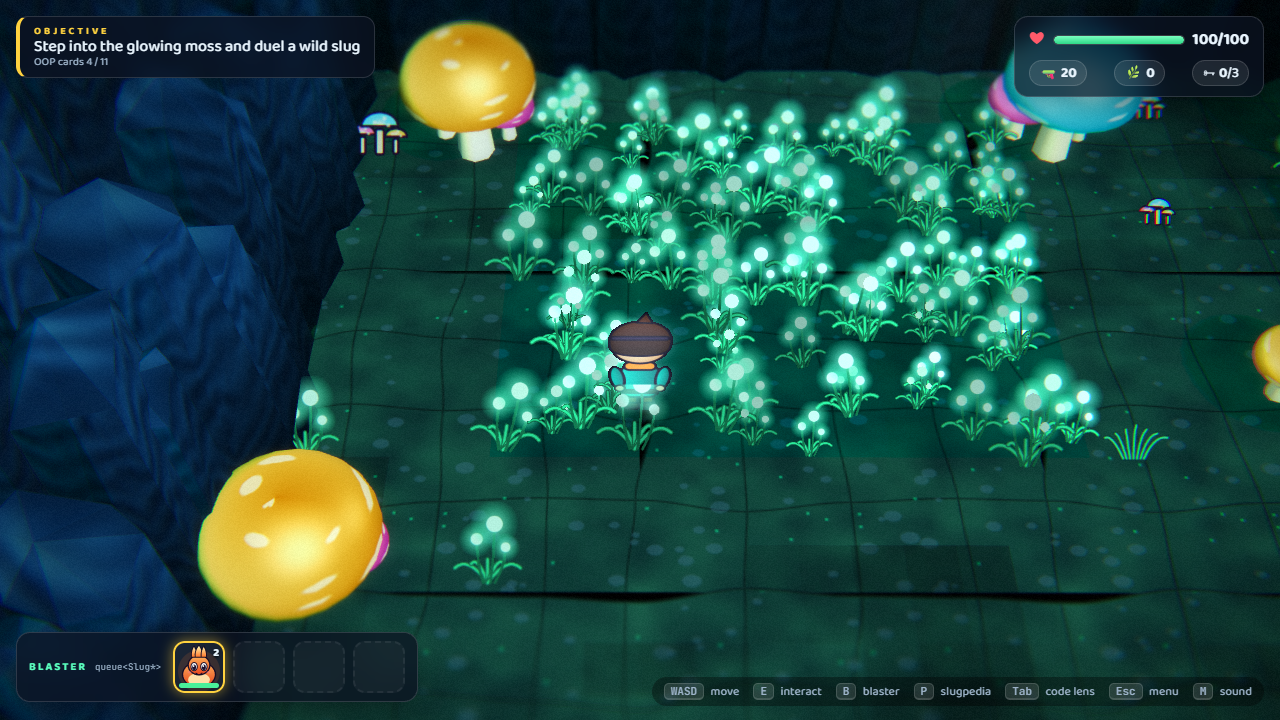 OBJECTIVE
Step into the glowing moss and duel a wild slug
OOP cards 4 / 11
100/100
20
0
0/3
BLASTER queue<Slug*>
2
WASD move E interact B blaster P slugpedia Tab code lens Esc menu M sound